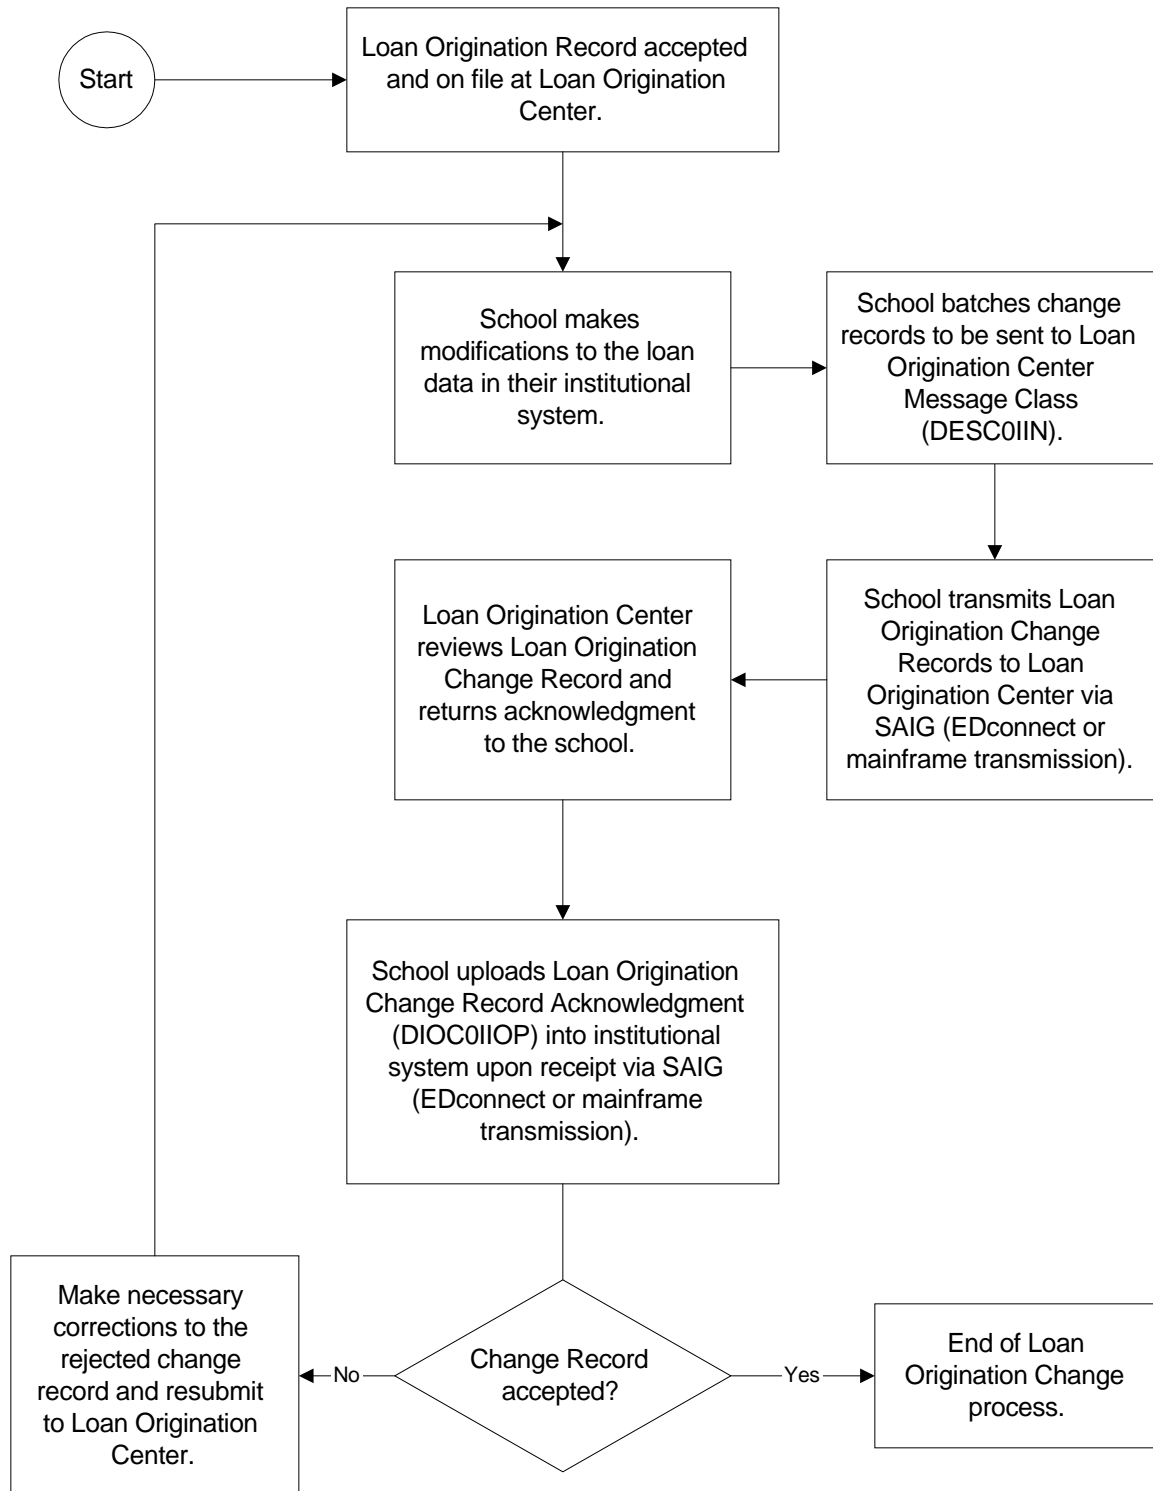 Start
Loan Origination Record accepted
and on file at Loan Origination
Center.
School makes
modifications to the loan
data in their institutional
system.
School batches change
records to be sent to Loan
Origination Center
Message Class
(DESC0IIN).
School transmits Loan
Origination Change
Records to Loan
Origination Center via
SAIG (EDconnect or
mainframe transmission).
Loan Origination Center
reviews Loan Origination
Change Record and
returns acknowledgment
to the school.
School uploads Loan Origination
Change Record Acknowledgment
(DIOC0IIOP) into institutional
system upon receipt via SAIG
(EDconnect or mainframe
transmission).
Change Record
accepted?
No
Yes
Make necessary
corrections to the
rejected change
record and resubmit
to Loan Origination
Center.
End of Loan
Origination Change
process.